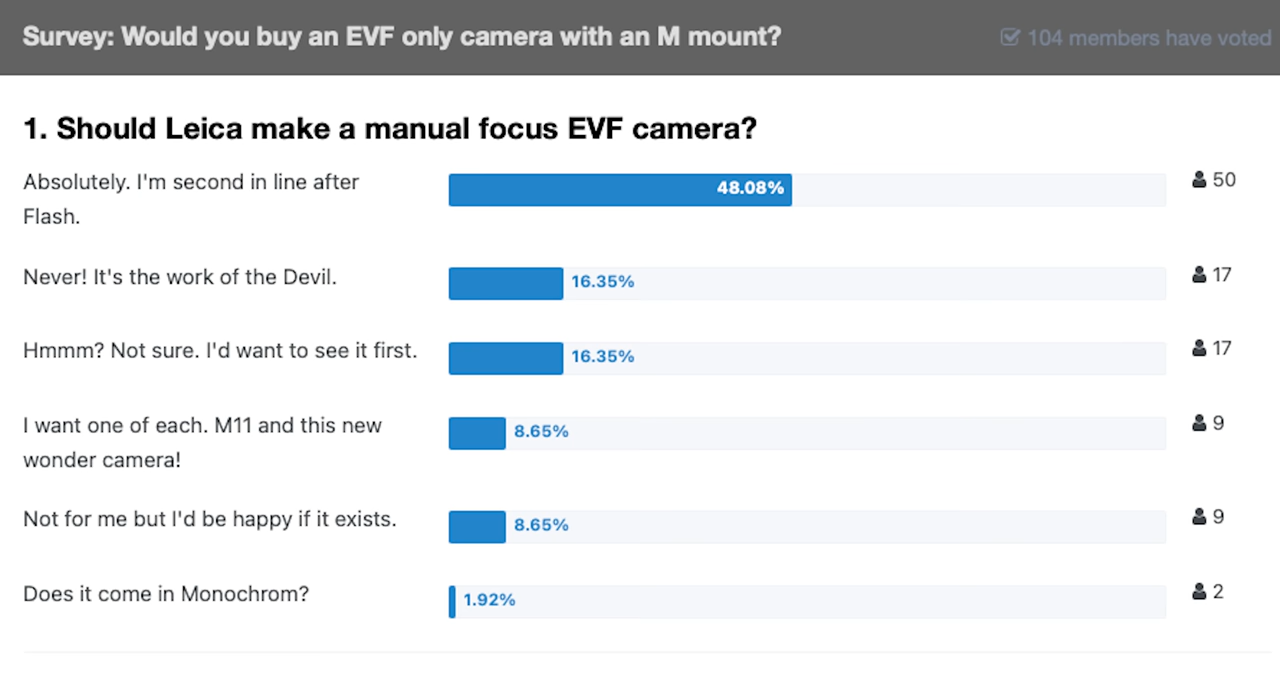 Survey: Would you buy an EVF only camera with an M mount?
104 members have voted
1. Should Leica make a manual focus EVF camera?
Absolutely. I'm second in line after
Flash.
48.08%
50
Never! It's the work of the Devil.
16.35%
17
Hmmm? Not sure. I'd want to see it first.
16.35%
17
I want one of each. M11 and this new
wonder camera!
8.65%
9
Not for me but I'd be happy if it exists.
8.65%
9
Does it come in Monochrom?
1.92%
2